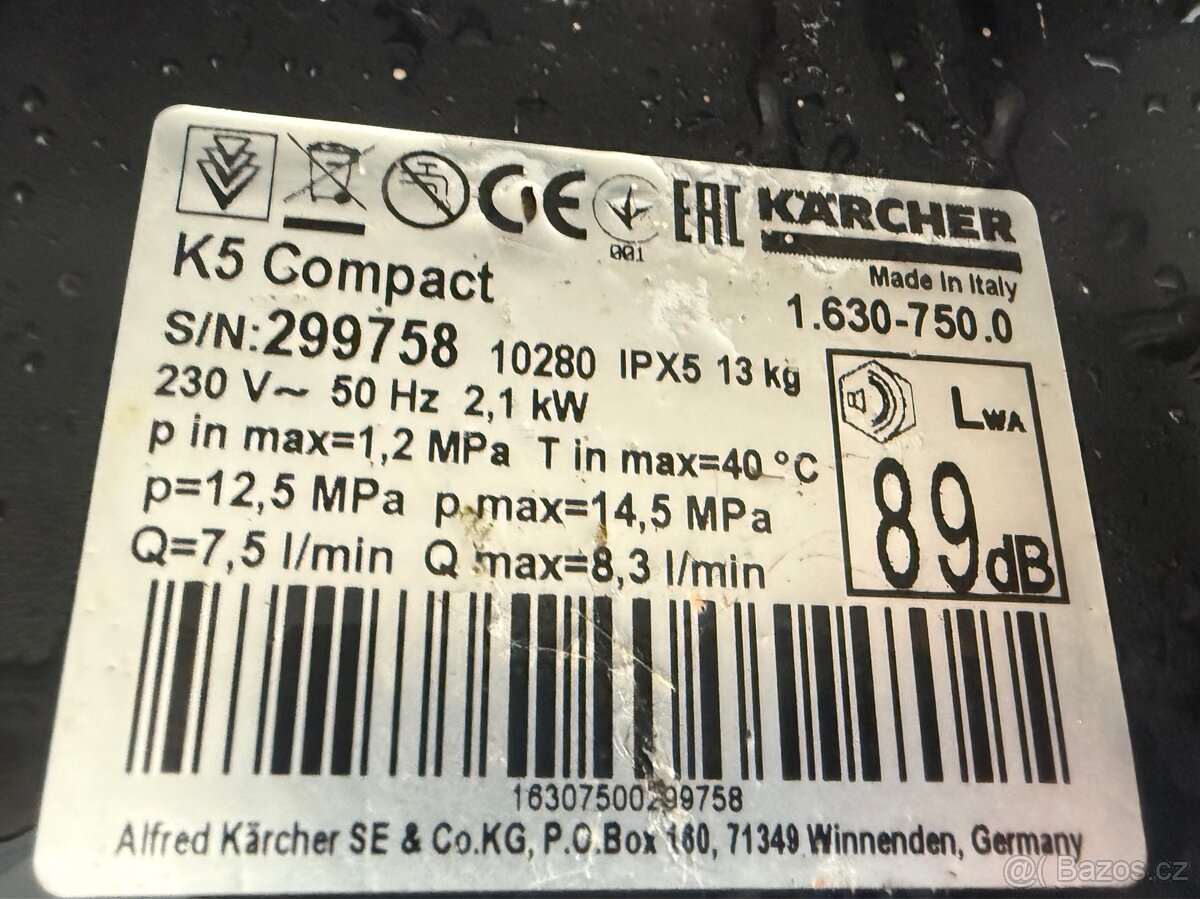 CE 001 EAC KÄRCHER
K5 Compact
Made in Italy
1.630-750.0
S/N:299758 10280 IPX5 13 kg
230 V~ 50 Hz 2,1 kW
p in max=1,2 MPa T in max=40 °C
p=12,5 MPa p max=14,5 MPa
Q=7,5 l/min Q max=8,3 l/min
LWA
89dB
16307500299758
Alfred Kärcher SE & Co.KG, P.O.Box 160, 71349 Winnenden, Germany
@( Bazos.cz